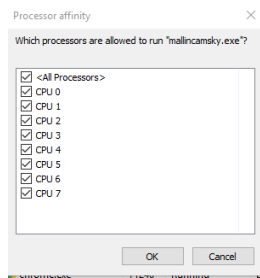 Processor affinity
Which processors are allowed to run "mallincamsky.exe"?
<All Processors>
CPU 0
CPU 1
CPU 2
CPU 3
CPU 4
CPU 5
CPU 6
CPU 7
OK
Cancel